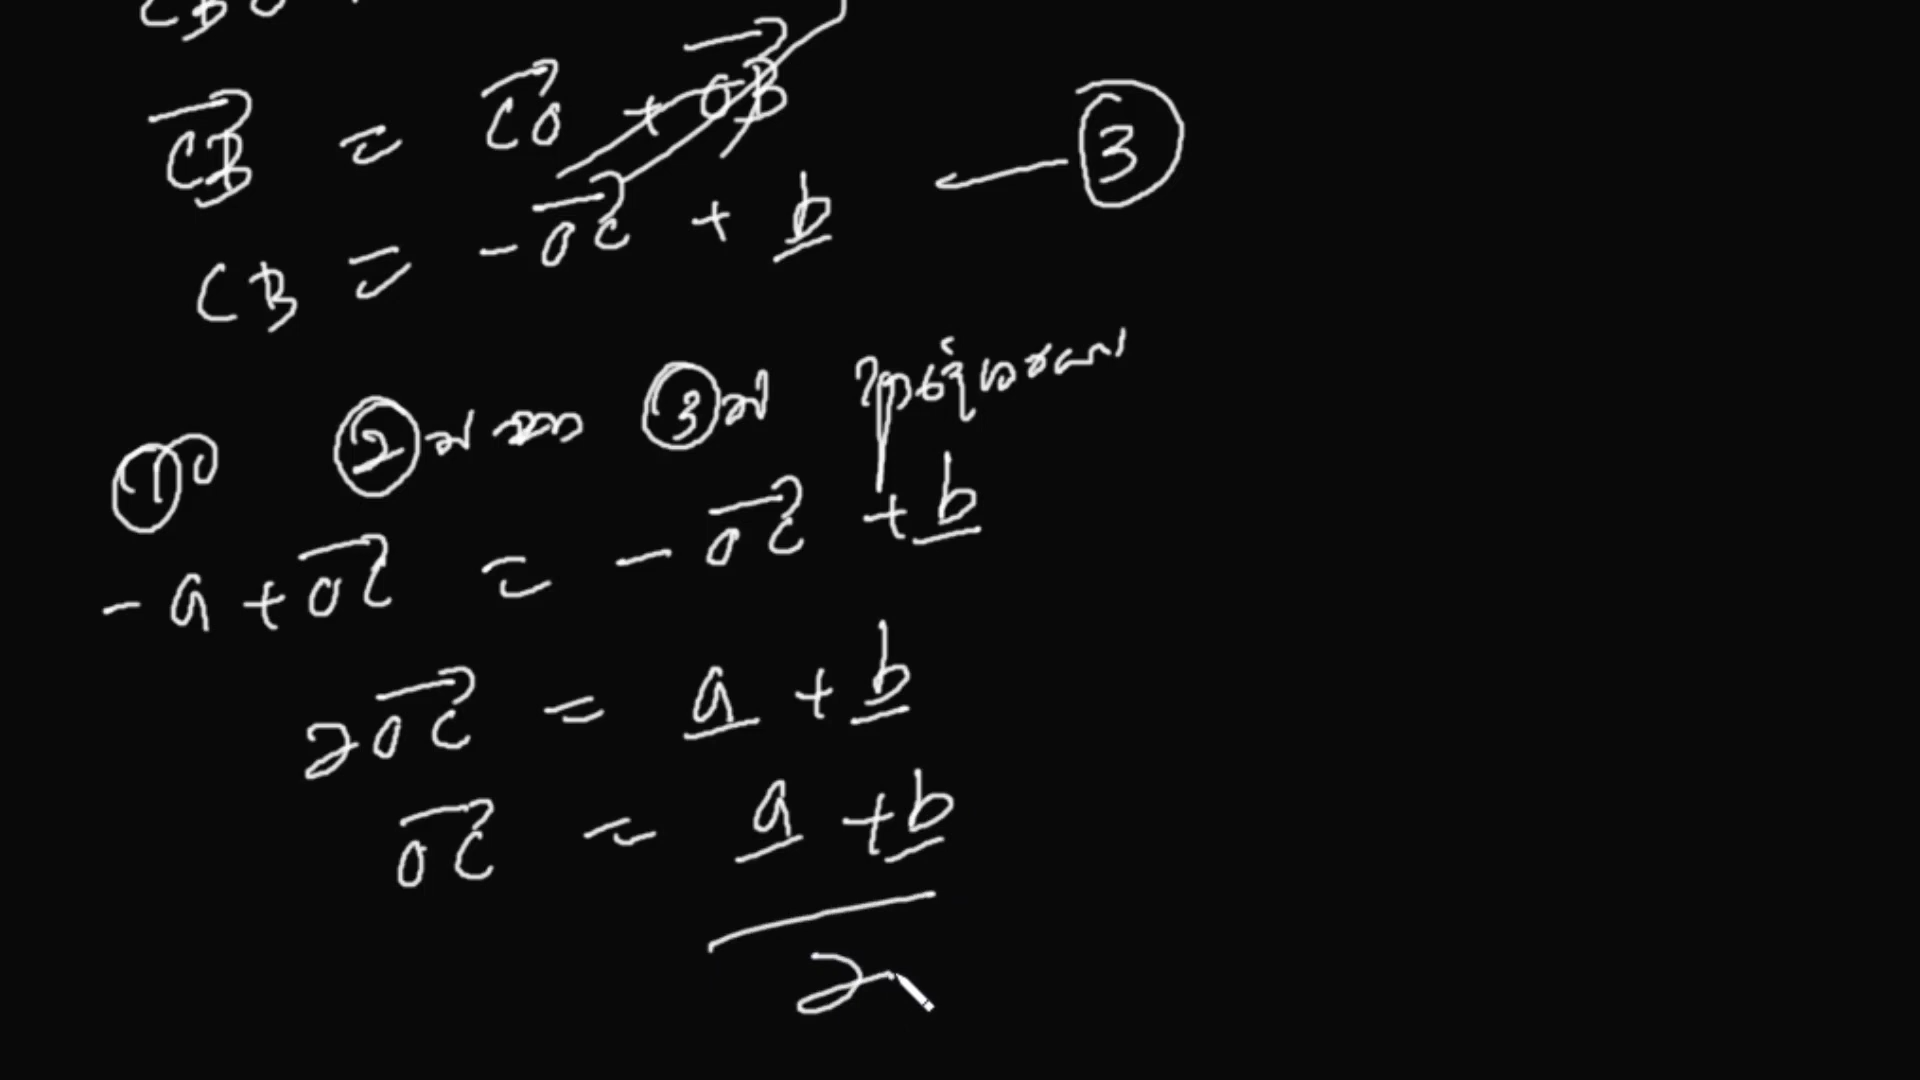 CB = CO + OB
CB = -OC + b ← ③
① ② ③
-a + OC = -OC + b
2OC = a + b
OC = a + b
2